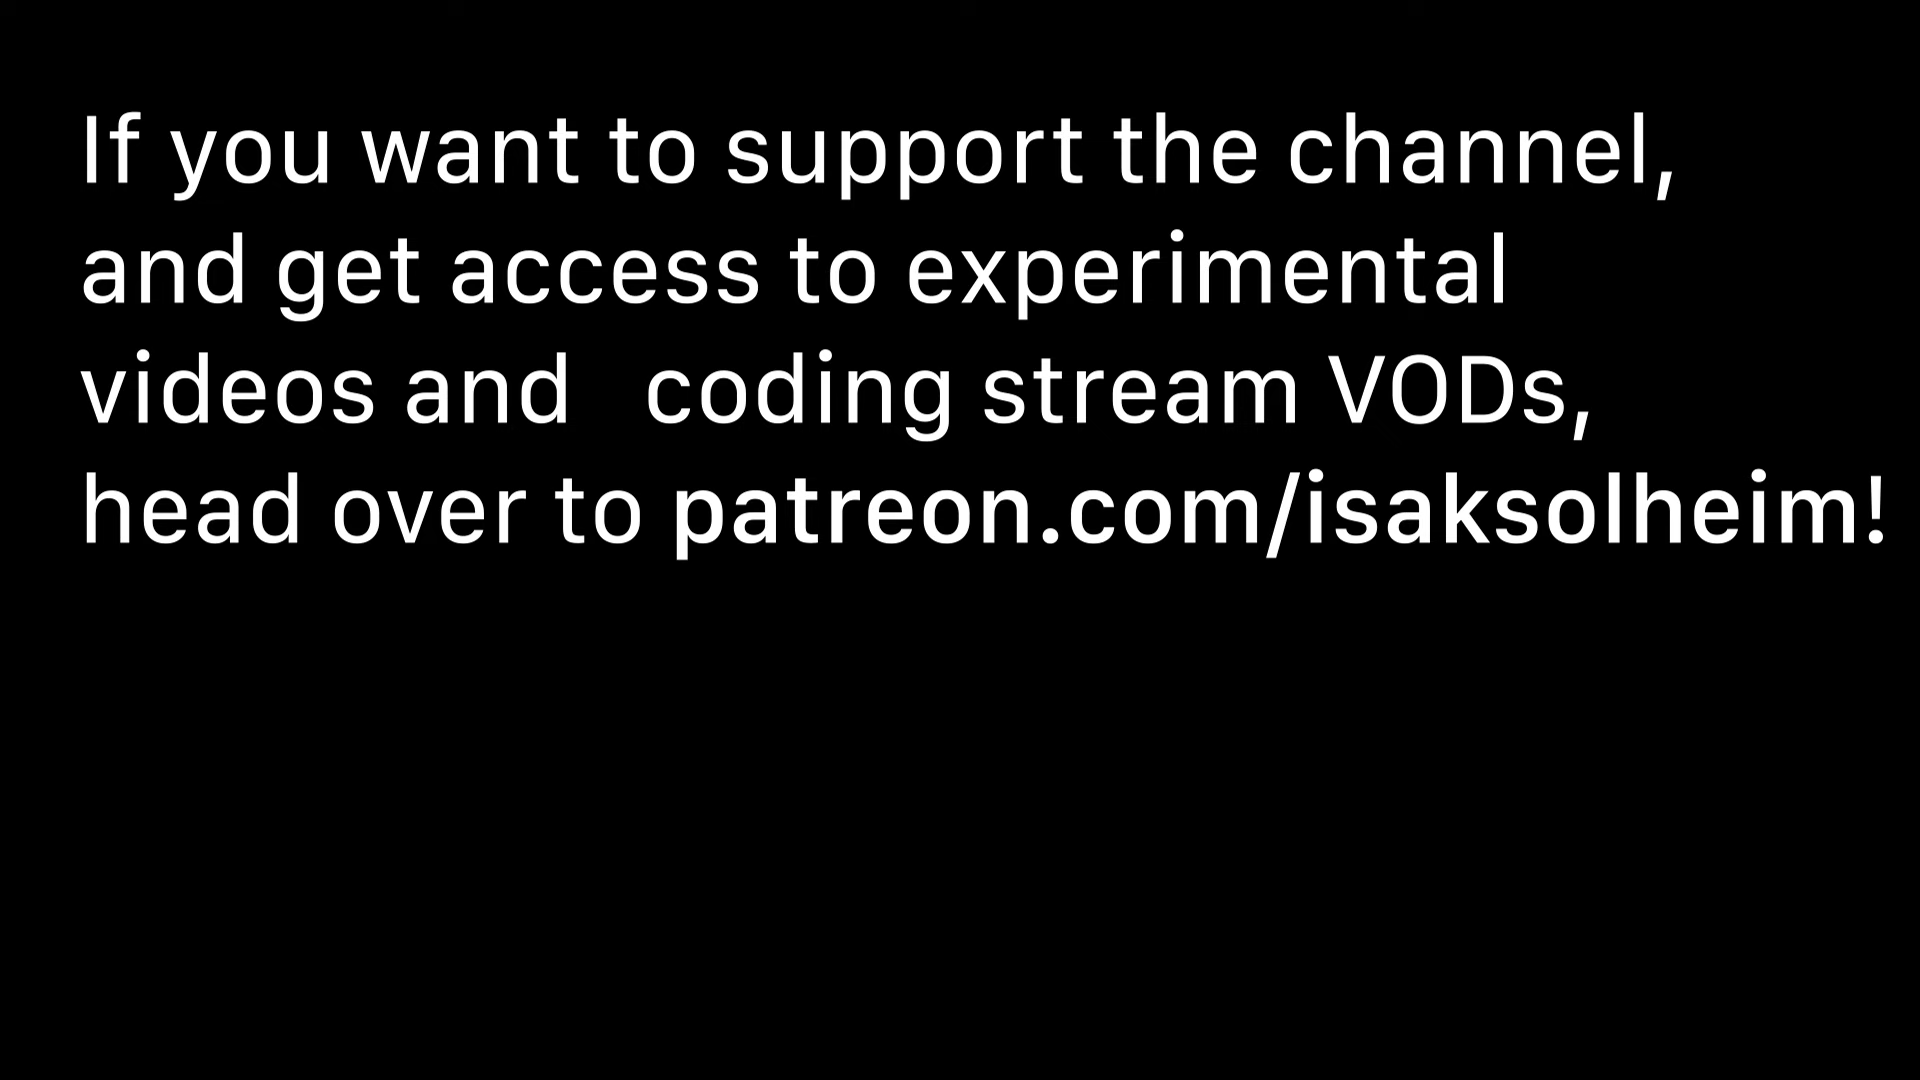 If you want to support the channel,
and get access to experimental
videos and   coding stream VODs,
head over to patreon.com/isaksolheim!